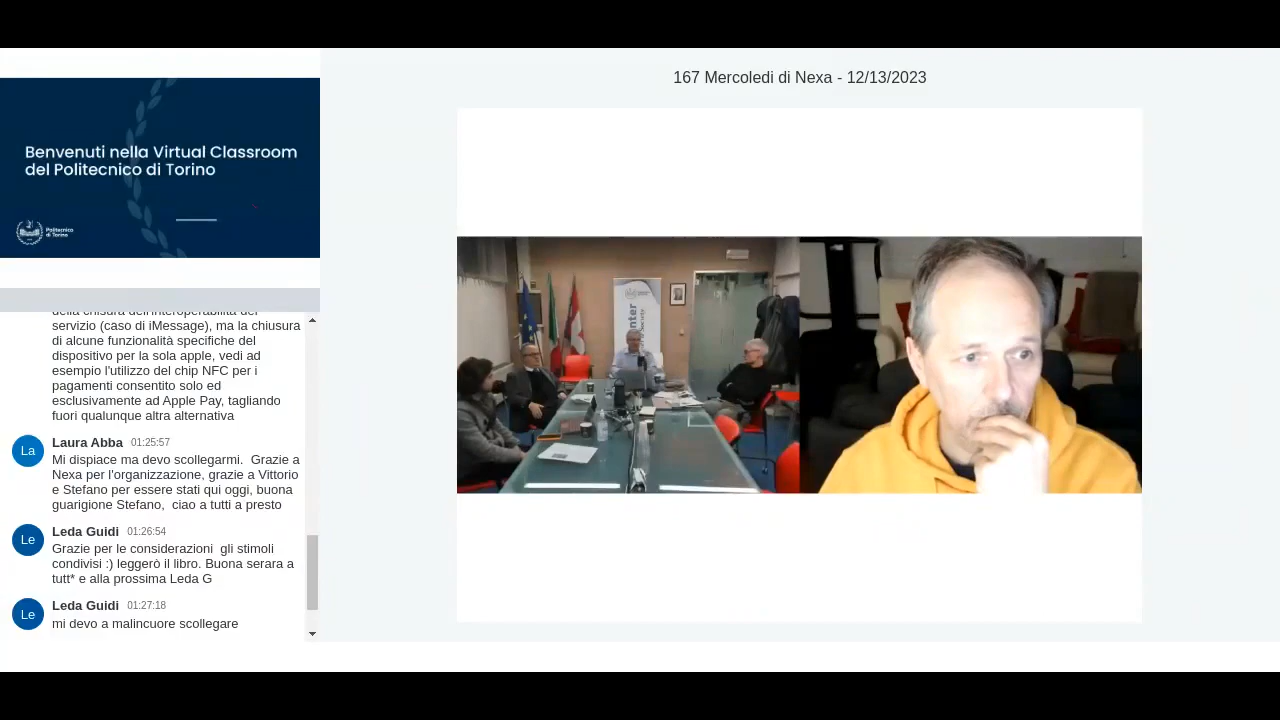 167 Mercoledi di Nexa - 12/13/2023
Benvenuti nella Virtual Classroom
del Politecnico di Torino
Politecnico
di Torino
della chisura dell'interoperabilità del
servizio (caso di iMessage), ma la chiusura
di alcune funzionalità specifiche del
dispositivo per la sola apple, vedi ad
esempio l'utilizzo del chip NFC per i
pagamenti consentito solo ed
esclusivamente ad Apple Pay, tagliando
fuori qualunque altra alternativa
La
Laura Abba 01:25:57
Mi dispiace ma devo scollegarmi. Grazie a
Nexa per l'organizzazione, grazie a Vittorio
e Stefano per essere stati qui oggi, buona
guarigione Stefano, ciao a tutti a presto
Le
Leda Guidi 01:26:54
Grazie per le considerazioni gli stimoli
condivisi :) leggerò il libro. Buona serara a
tutt* e alla prossima Leda G
Le
Leda Guidi 01:27:18
mi devo a malincuore scollegare